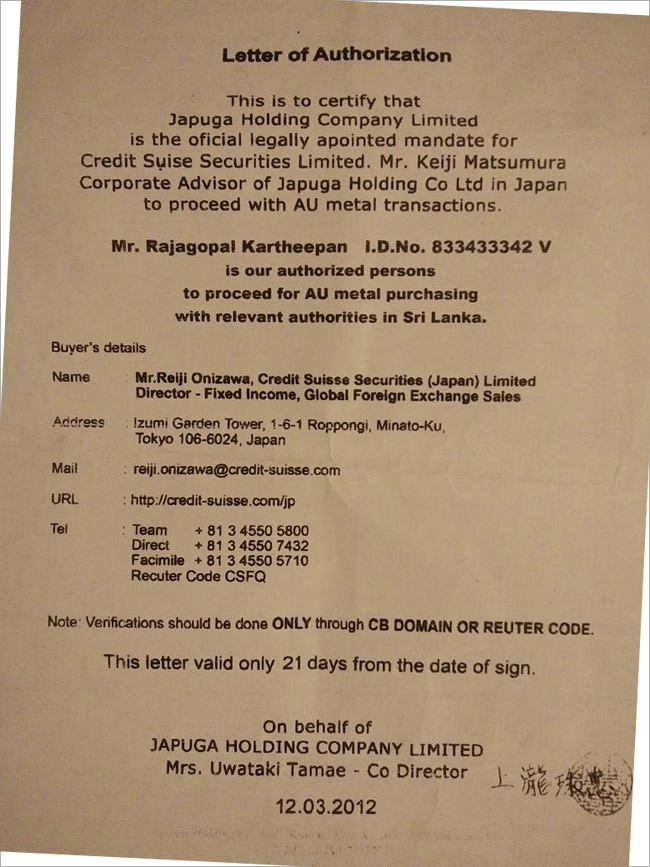 Letter of Authorization
This is to certify that
Japuga Holding Company Limited
is the oficial legally apointed mandate for
Credit Suise Securities Limited. Mr. Keiji Matsumura
Corporate Advisor of Japuga Holding Co Ltd in Japan
to proceed with AU metal transactions.
Mr. Rajagopal Kartheepan I.D.No. 833433342 V
is our authorized persons
to proceed for AU metal purchasing
with relevant authorities in Sri Lanka.
Buyer's details
Name : Mr.Reiji Onizawa, Credit Suisse Securities (Japan) Limited
Director - Fixed Income, Global Foreign Exchange Sales
Address : Izumi Garden Tower, 1-6-1 Roppongi, Minato-Ku,
Tokyo 106-6024, Japan
Mail : reiji.onizawa@credit-suisse.com
URL : http://credit-suisse.com/jp
Tel : Team + 81 3 4550 5800
Direct + 81 3 4550 7432
Facimile + 81 3 4550 5710
Recuter Code CSFQ
Note: Verifications should be done ONLY through CB DOMAIN OR REUTER CODE.
This letter valid only 21 days from the date of sign.
On behalf of
JAPUGA HOLDING COMPANY LIMITED
Mrs. Uwataki Tamae - Co Director
上瀧
12.03.2012